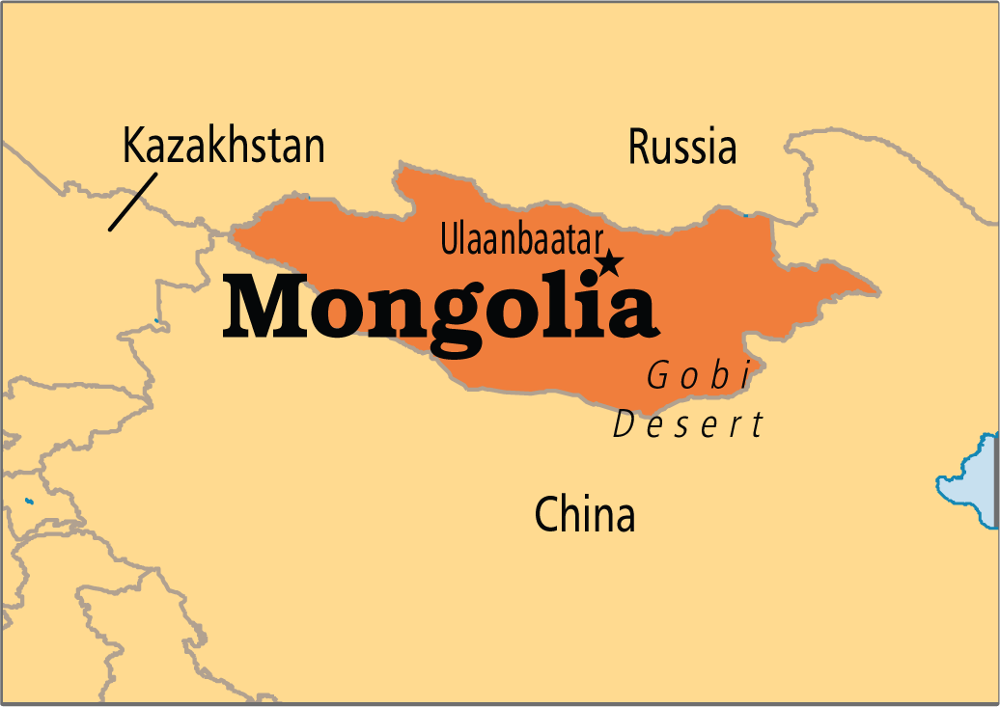 Kazakhstan
Russia
Ulaanbaatar
Mongolia
Gobi
Desert
China